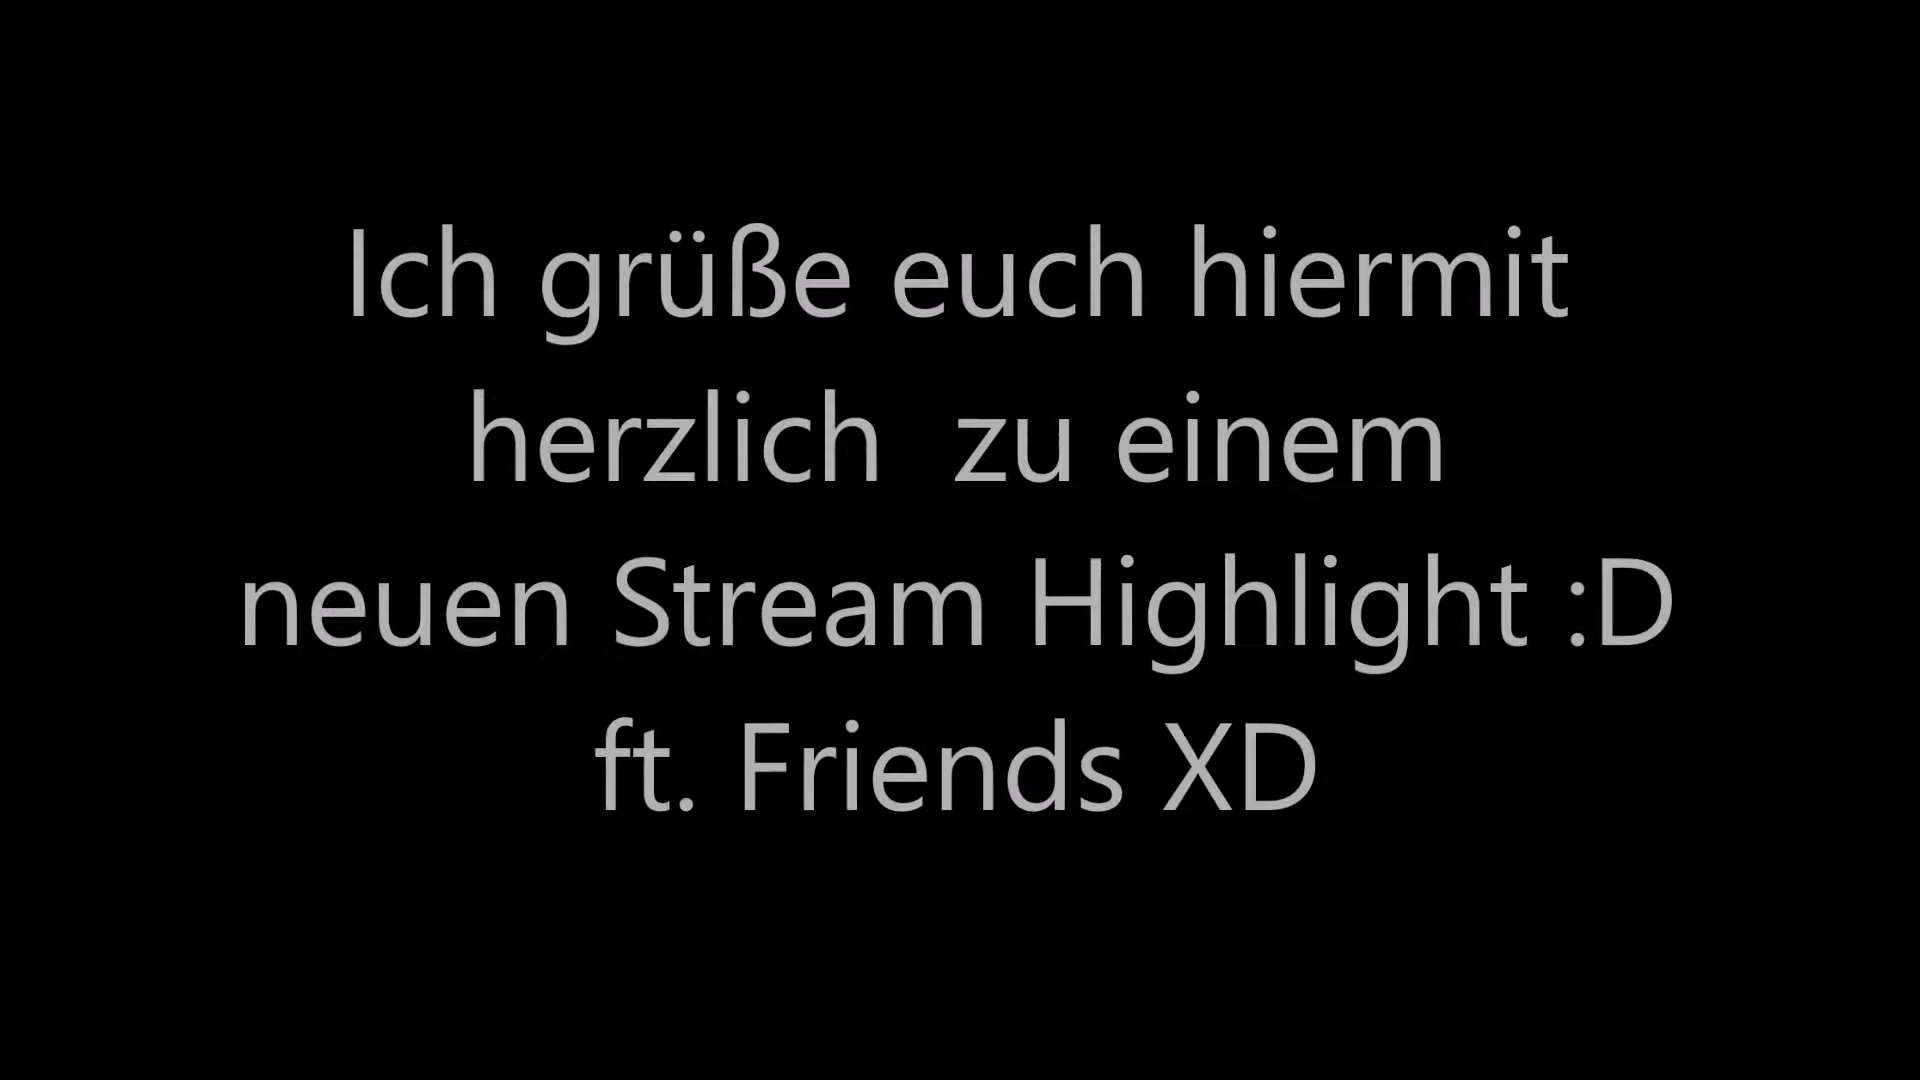 Ich grüße euch hiermit
herzlich  zu einem
neuen Stream Highlight :D
ft. Friends XD